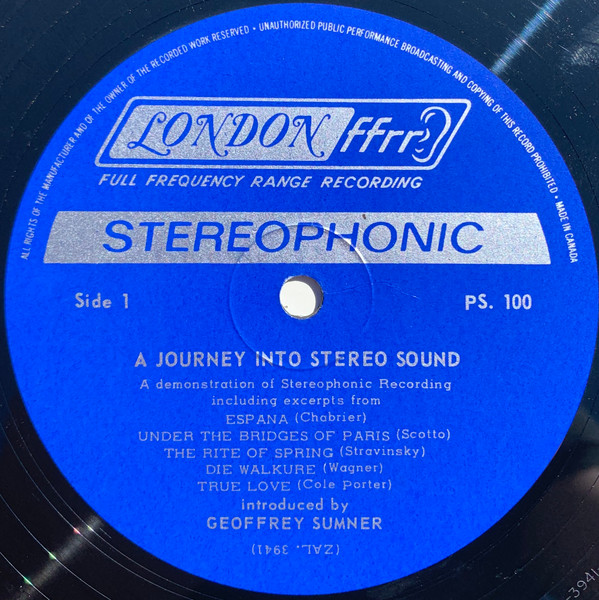 ALL RIGHTS OF THE MANUFACTURER AND OF THE OWNER OF THE RECORDED WORK RESERVED • UNAUTHORIZED PUBLIC PERFORMANCE BROADCASTING AND COPYING OF THIS RECORD PROHIBITED • MADE IN CANADA
LONDON ffrr
FULL FREQUENCY RANGE RECORDING
STEREOPHONIC
Side 1
PS. 100
A JOURNEY INTO STEREO SOUND
A demonstration of Stereophonic Recording
including excerpts from
ESPANA (Chabrier)
UNDER THE BRIDGES OF PARIS (Scotto)
THE RITE OF SPRING (Stravinsky)
DIE WALKURE (Wagner)
TRUE LOVE (Cole Porter)
introduced by
GEOFFREY SUMNER
(ZAL. 3941)
-3941-